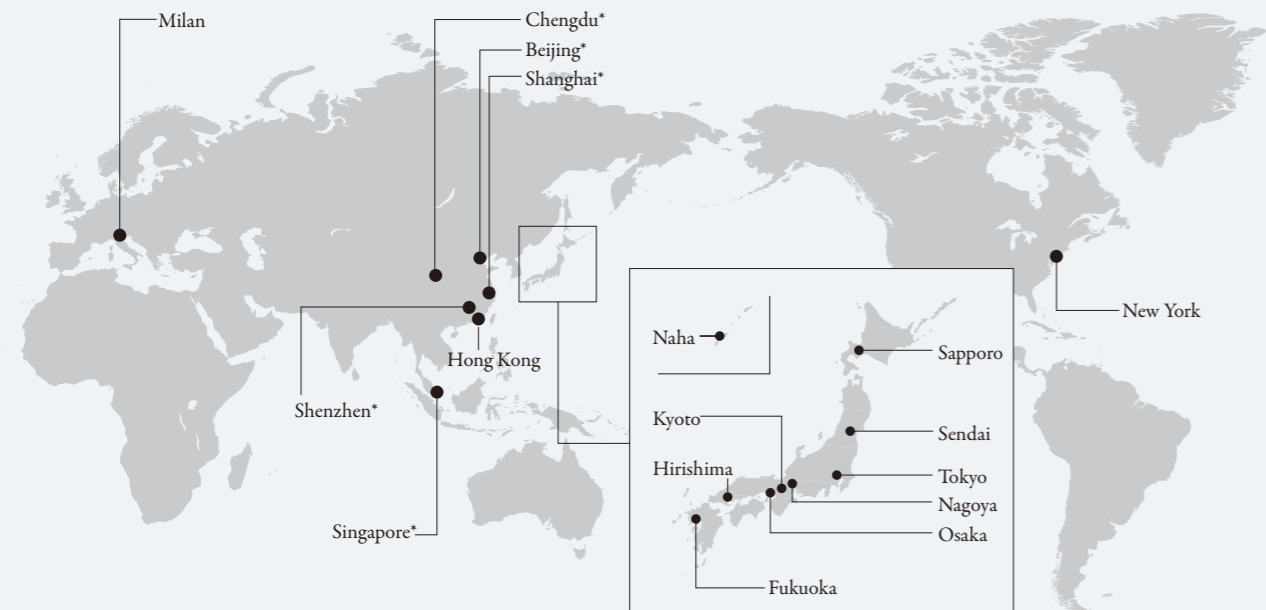 Milan
Chengdu*
Beijing*
Shanghai*
New York
Hong Kong
Shenzhen*
Singapore*
Naha
Sapporo
Kyoto
Sendai
Hirishima
Tokyo
Nagoya
Osaka
Fukuoka